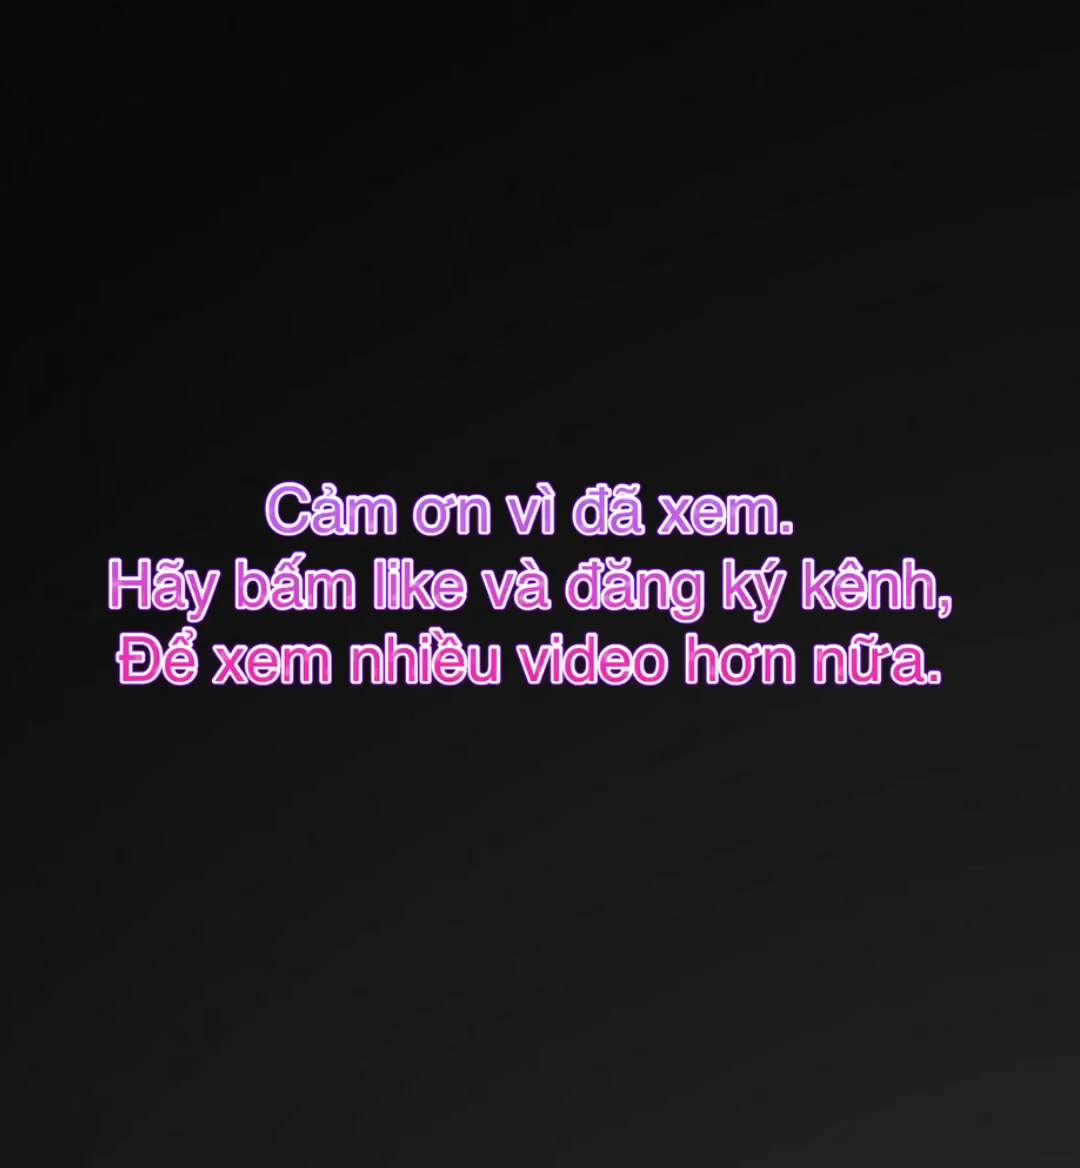 Cảm ơn vì đã xem.
Hãy bấm like và đăng ký kênh,
Để xem nhiều video hơn nữa.